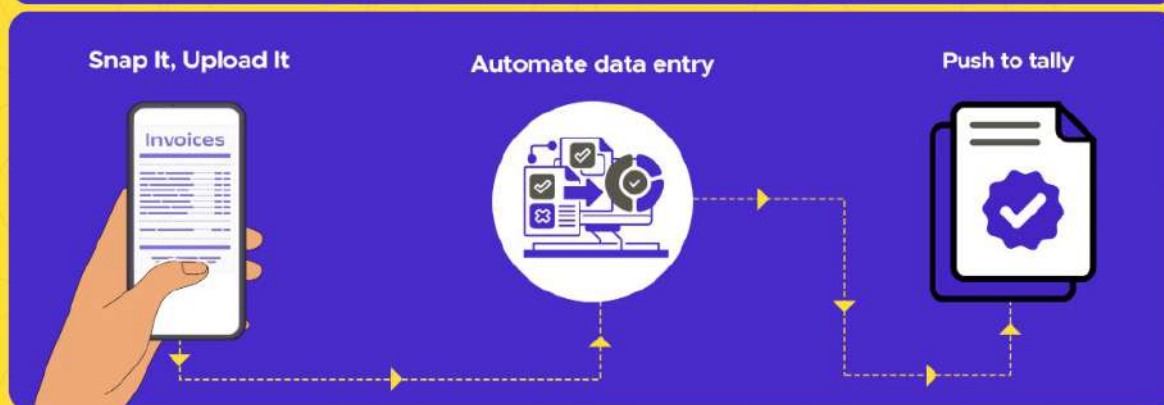 Snap It, Upload It
Automate data entry
Push to tally
Invoices